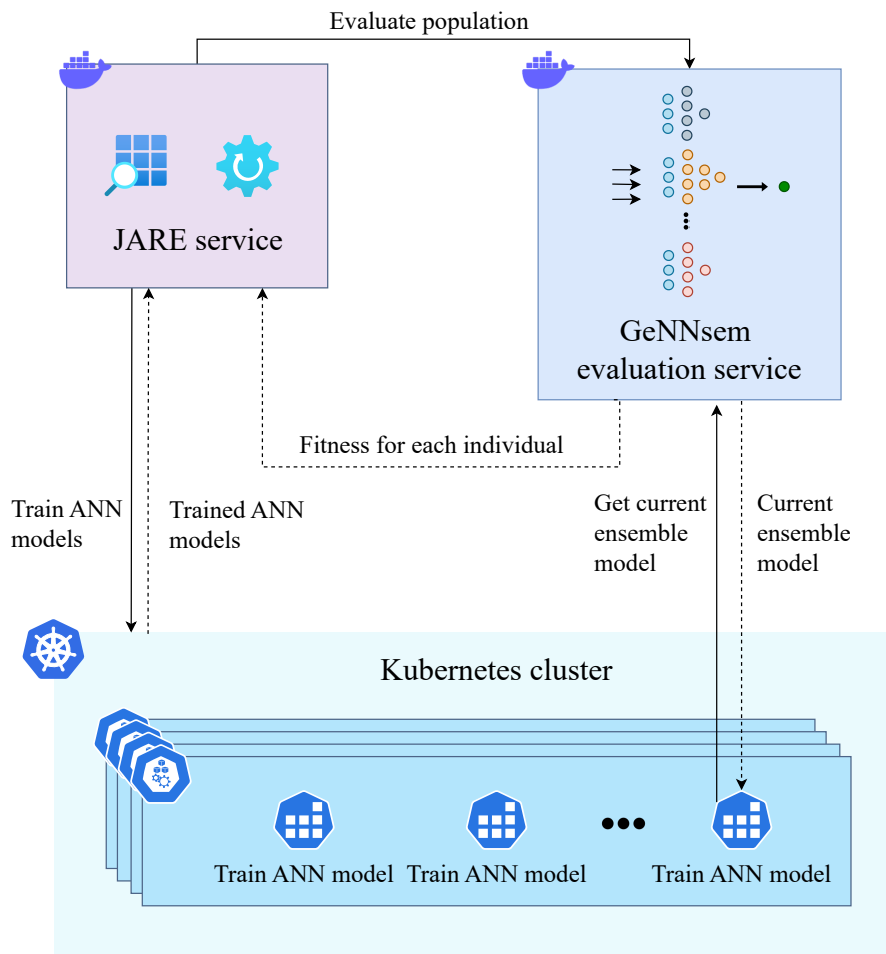 Evaluate population
JARE service
GeNNsem
evaluation service
Fitness for each individual
Train ANN
models
Trained ANN
models
Get current
ensemble
model
Current
ensemble
model
Kubernetes cluster
Train ANN model
Train ANN model
Train ANN model